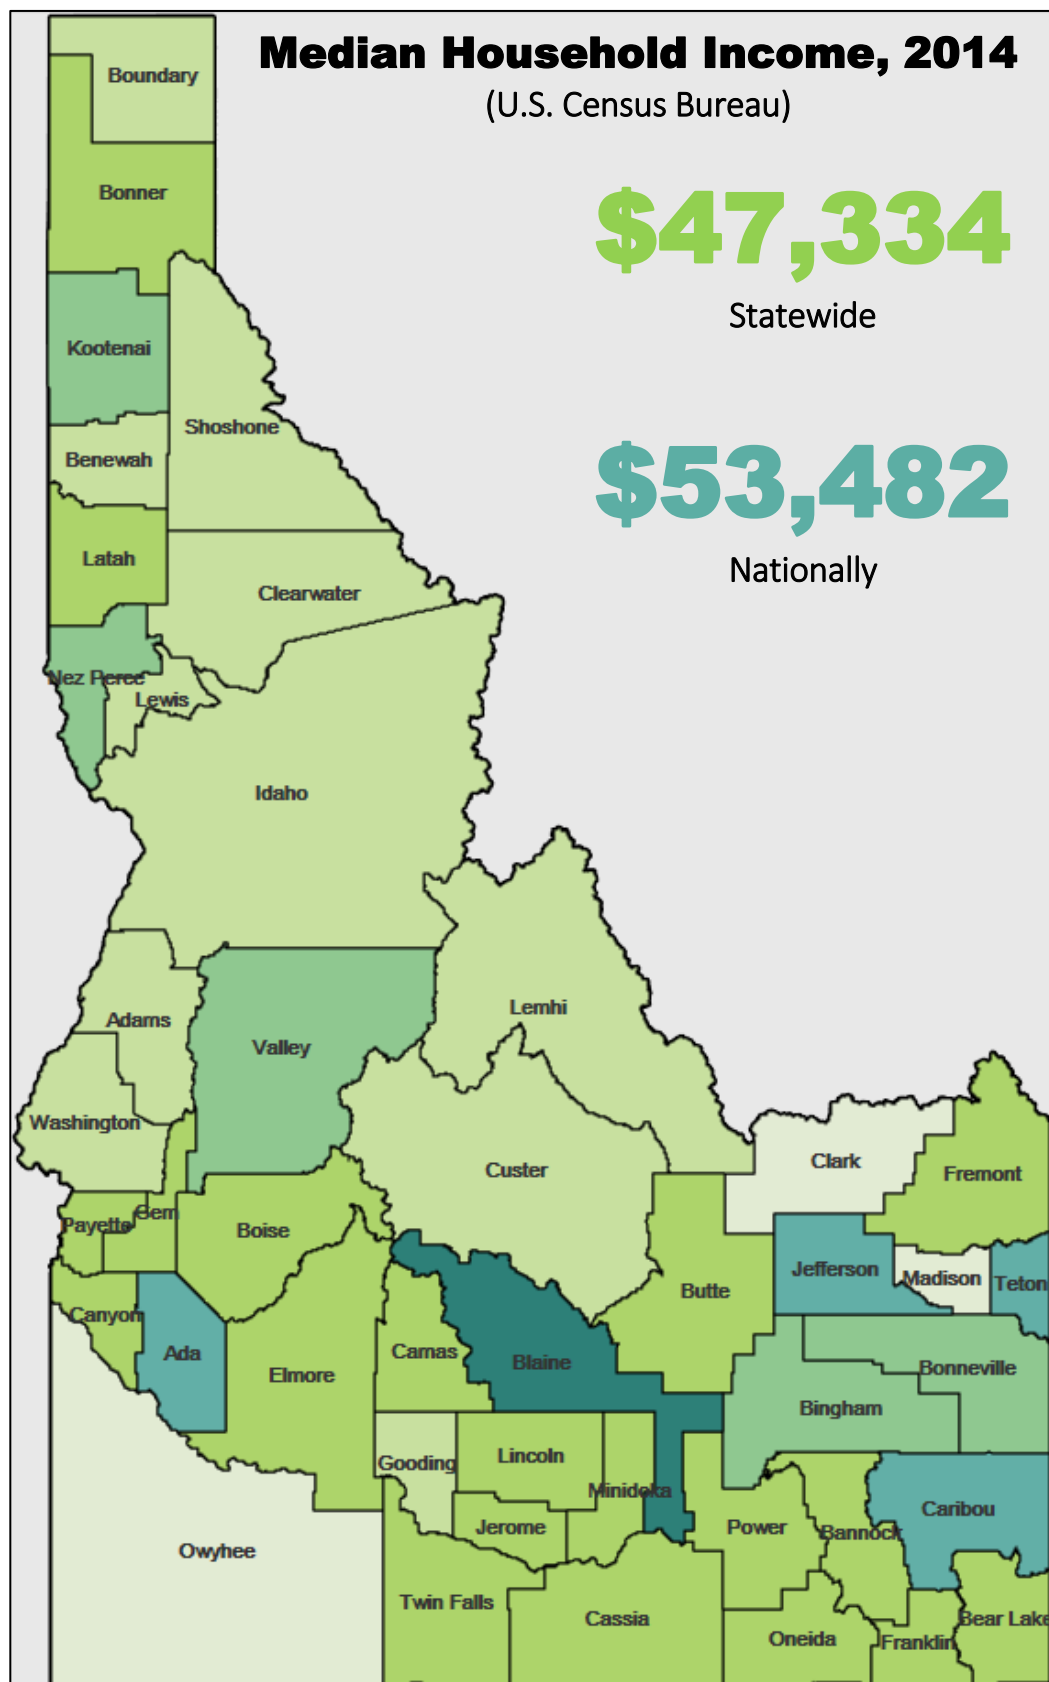 Median Household Income, 2014
(U.S. Census Bureau)
$47,334
Statewide
$53,482
Nationally
Boundary
Bonner
Kootenai
Shoshone
Benewah
Latah
Clearwater
Nez Perce
Lewis
Idaho
Lemhi
Adams
Valley
Washington
Custer
Clark
Fremont
Payette
Gem
Boise
Jefferson
Madison
Teton
Butte
Canyon
Ada
Camas
Blaine
Elmore
Bonneville
Bingham
Gooding
Lincoln
Minidoka
Caribou
Jerome
Power
Bannock
Owyhee
Twin Falls
Cassia
Oneida
Franklin
Bear Lake